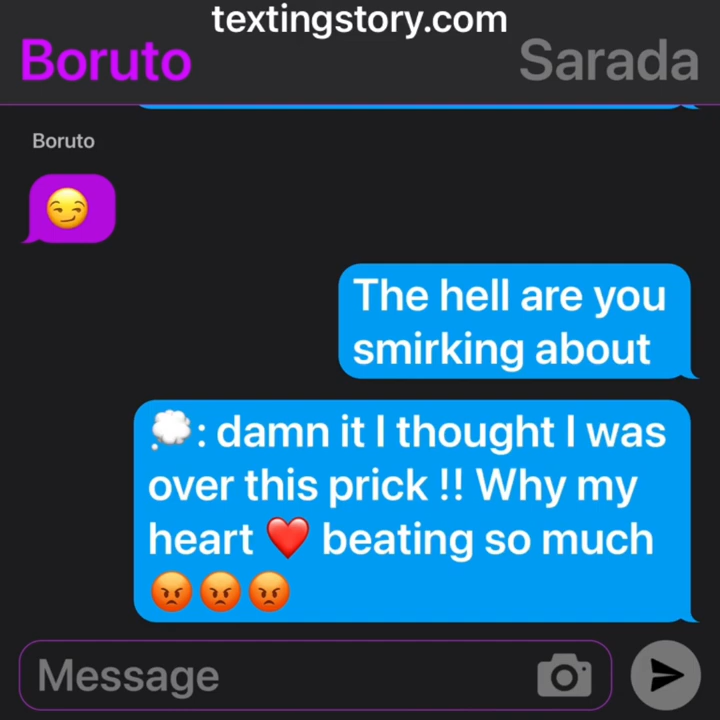 textingstory.com
Boruto Sarada
Boruto
😏
The hell are you
smirking about
💭: damn it I thought I was
over this prick !! Why my
heart ❤️ beating so much
😡😡😡
Message